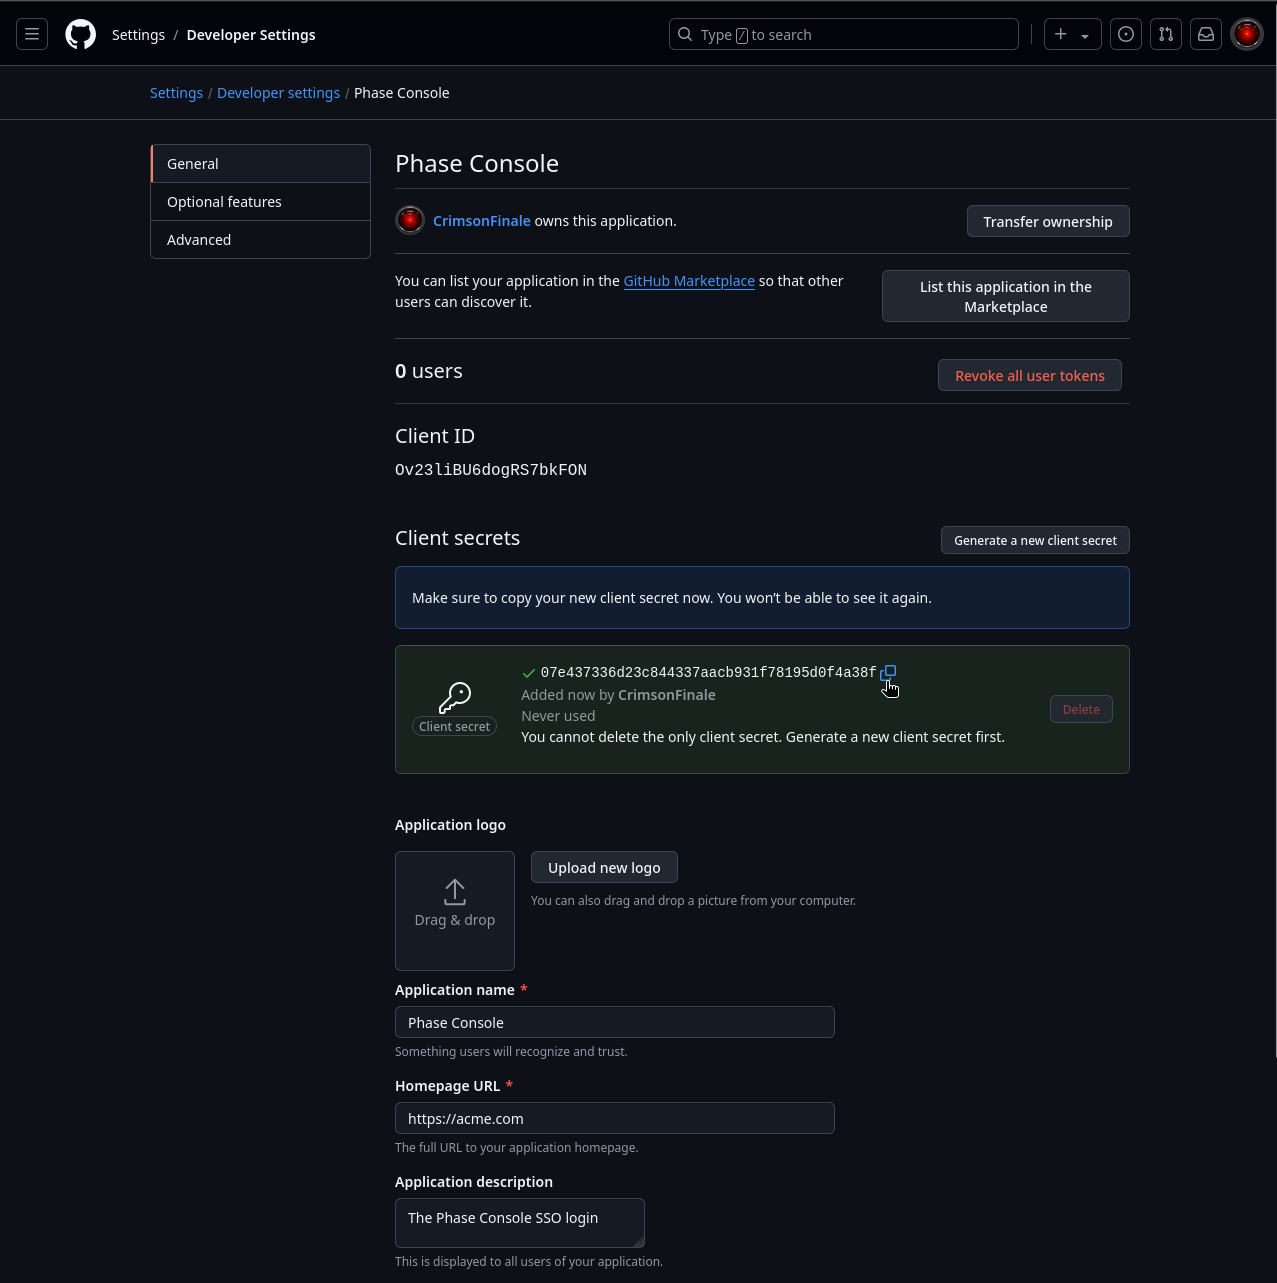 Settings / Developer Settings
Type / to search
Settings / Developer settings / Phase Console
General
Optional features
Advanced
Phase Console
CrimsonFinale owns this application.
Transfer ownership
You can list your application in the GitHub Marketplace so that other
users can discover it.
List this application in the
Marketplace
0 users
Revoke all user tokens
Client ID
Ov23liBU6dogRS7bkFON
Client secrets
Generate a new client secret
Make sure to copy your new client secret now. You won’t be able to see it again.
07e437336d23c844337aacb931f78195d0f4a38f
Client secret
Added now by CrimsonFinale
Never used
You cannot delete the only client secret. Generate a new client secret first.
Delete
Application logo
Drag & drop
Upload new logo
You can also drag and drop a picture from your computer.
Application name *
Phase Console
Something users will recognize and trust.
Homepage URL *
https://acme.com
The full URL to your application homepage.
Application description
The Phase Console SSO login
This is displayed to all users of your application.